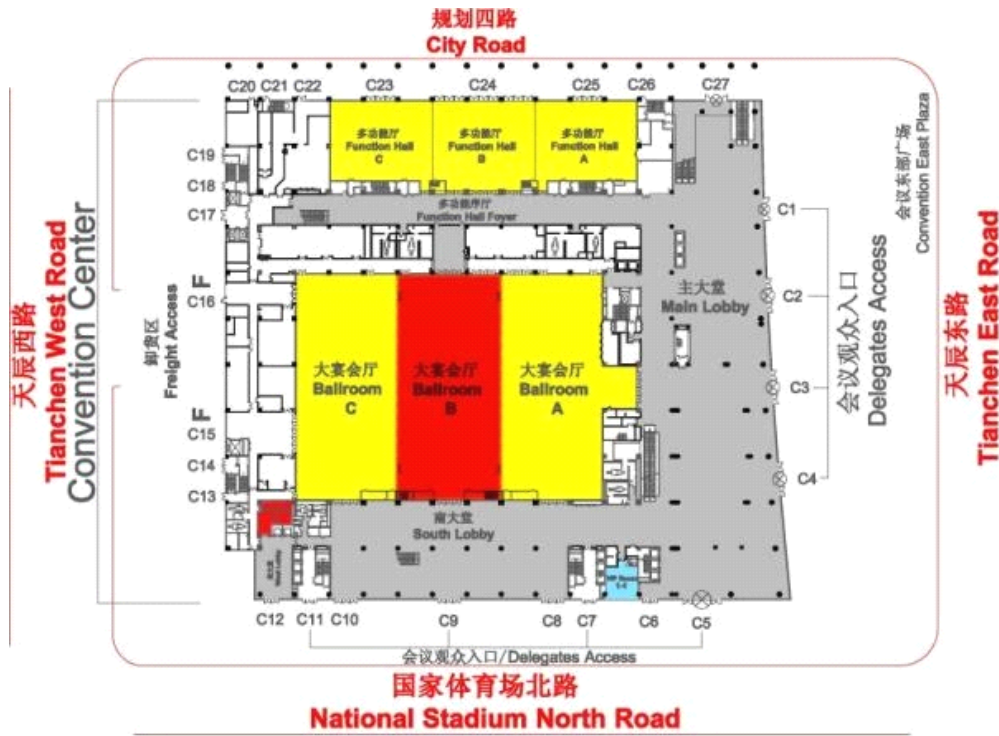 规划四路
City Road
C20
C21
C22
C23
C24
C25
C26
C27
多功能厅
Function Hall
C
多功能厅
Function Hall
B
多功能厅
Function Hall
A
C19
C18
C17
多功能序厅
Function Hall Foyer
C1
会议东部广场
Convention East Plaza
天辰西路
Tianchen West Road
Convention Center
卸货区
Freight Access
C16
主大堂
Main Lobby
C2
会议观众入口
Delegates Access
天辰东路
Tianchen East Road
大宴会厅
Ballroom
C
大宴会厅
Ballroom
B
大宴会厅
Ballroom
A
C3
C15
C14
C13
C4
南大堂
South Lobby
West Lobby
C12
C11
C10
C9
C8
C7
C6
C5
会议观众入口/Delegates Access
国家体育场北路
National Stadium North Road